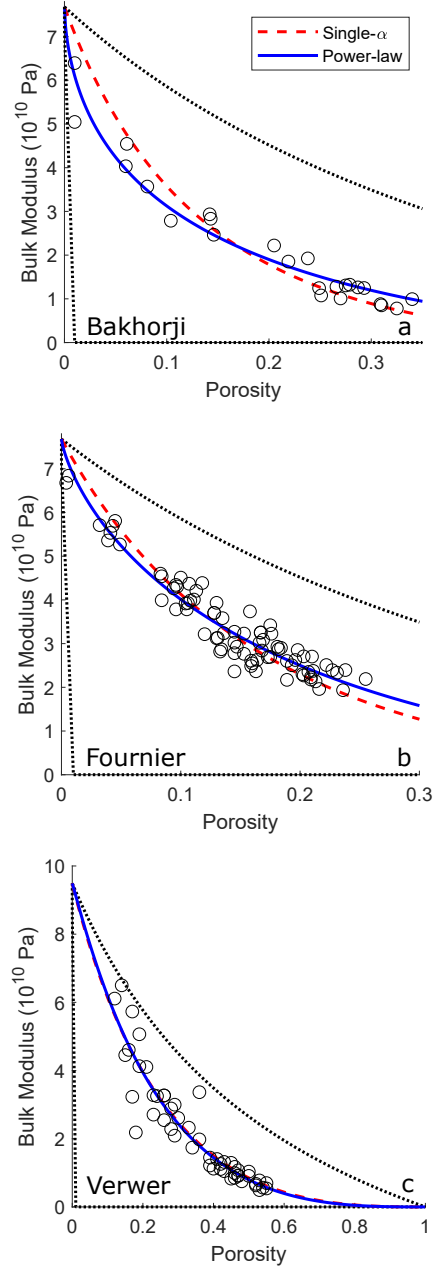 Single-α
Power-law
Bulk Modulus (10^10 Pa)
7
6
5
4
3
2
1
0
Bakhorji
a
0
0.1
0.2
0.3
Porosity
Bulk Modulus (10^10 Pa)
7
6
5
4
3
2
1
0
Fournier
b
0
0.1
0.2
0.3
Porosity
Bulk Modulus (10^10 Pa)
10
8
6
4
2
0
Verwer
c
0
0.2
0.4
0.6
0.8
1
Porosity